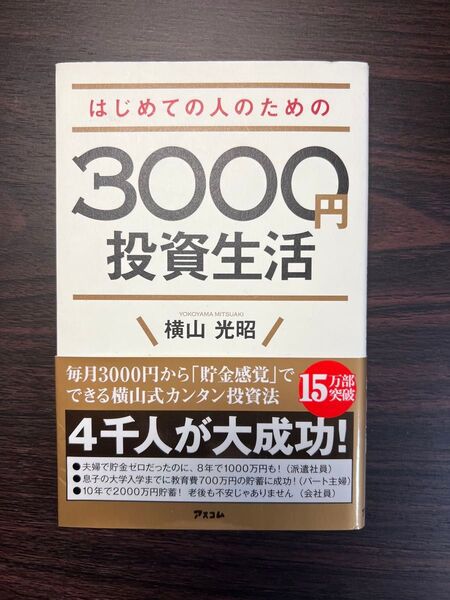 はじめての人のための
3000円
投資生活
YOKOYAMA MITSUAKI
横山 光昭
毎月3000円から「貯金感覚」で
できる横山式カンタン投資法
15万部
突破
4千人が大成功!
●夫婦で貯金ゼロだったのに、8年で1000万円も!(派遣社員)
●息子の大学入学までに教育費700万円の貯蓄に成功!(パート主婦)
●10年で2000万円貯蓄! 老後も不安じゃありません(会社員)
アスコム